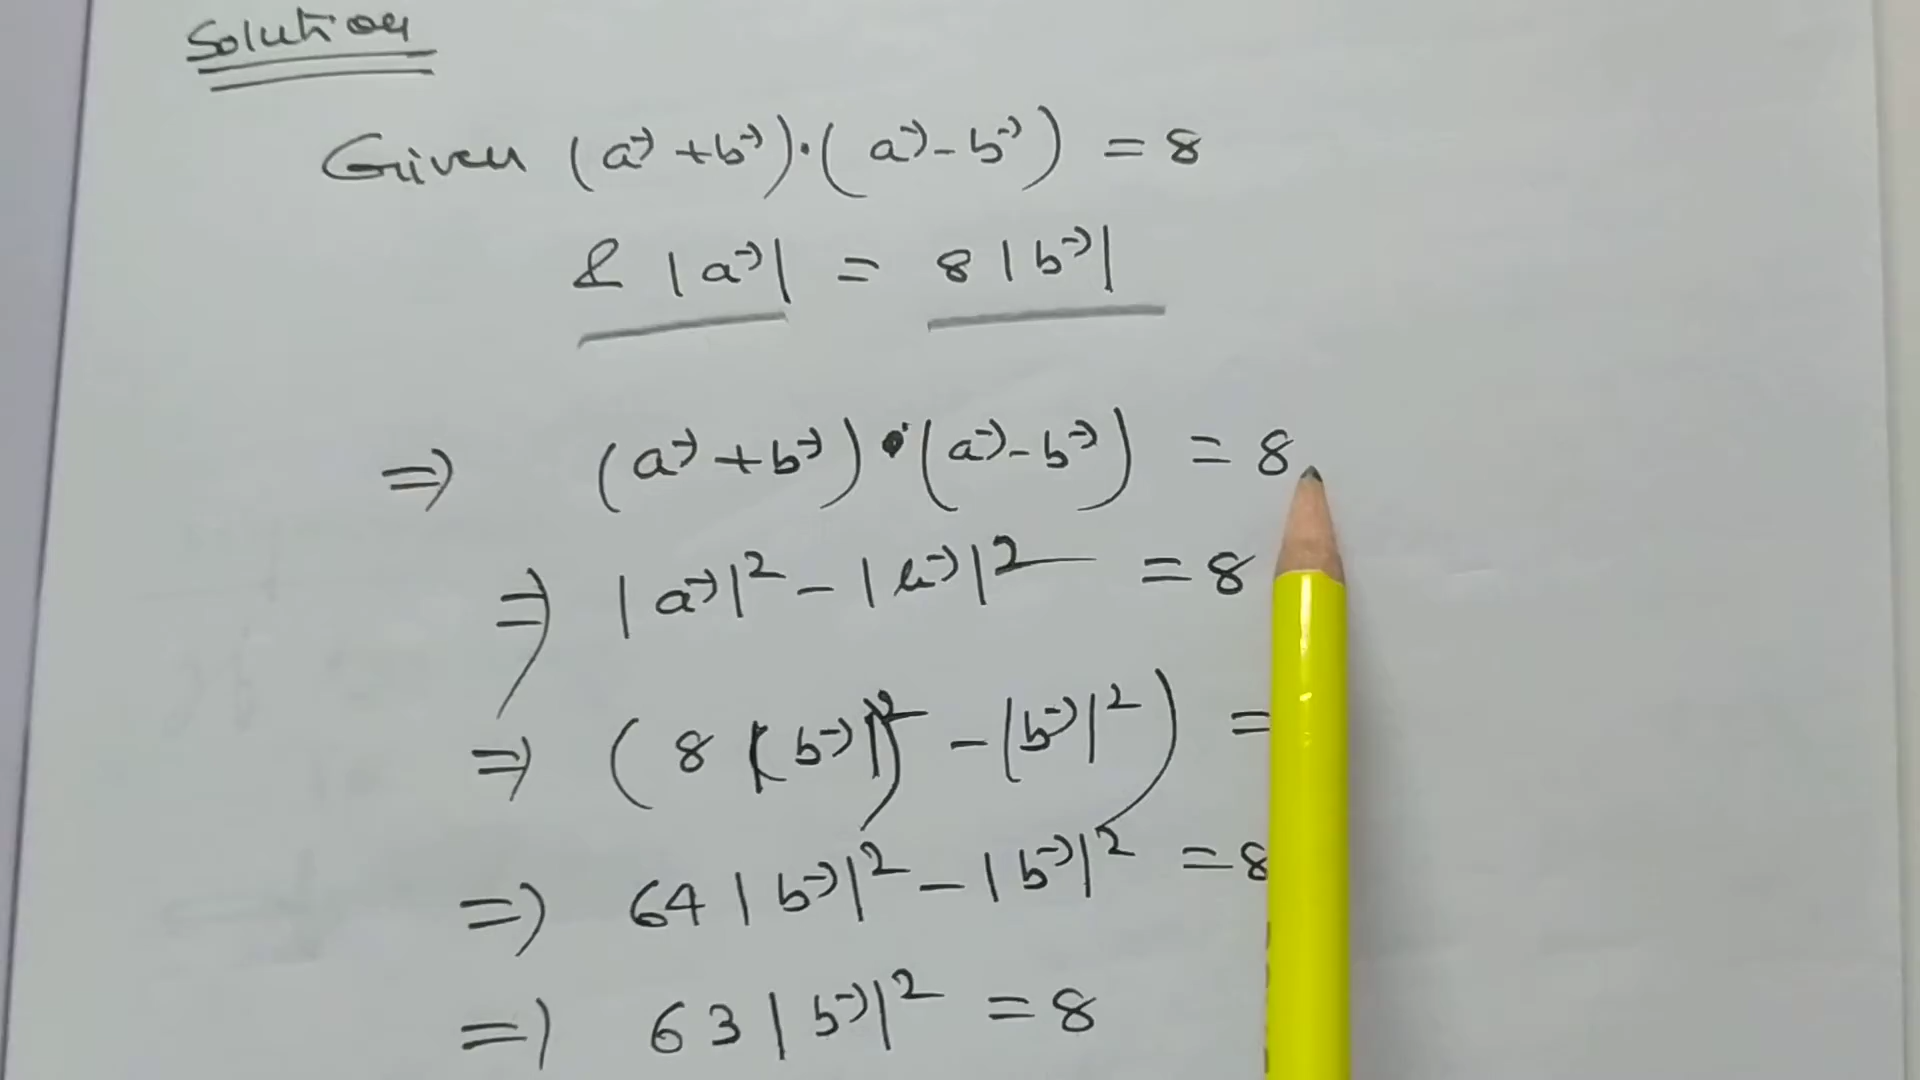 Solution
Given (a→ + b→)·(a→ - b→) = 8
& |a→| = 8|b→|
⇒ (a→ + b→)·(a→ - b→) = 8
⇒ |a→|² - |b→|² = 8
⇒ (8|b→|)² - |b→|²) =
⇒ 64|b→|² - |b→|² = 8
⇒ 63|b→|² = 8